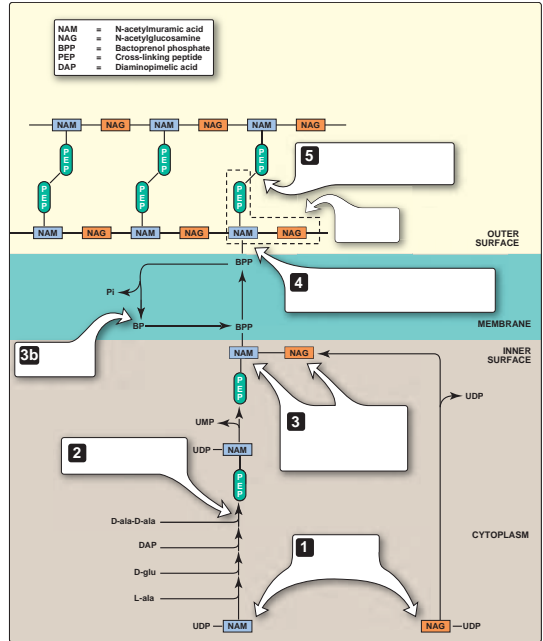 NAM = N-acetylmuramic acid
NAG = N-acetylglucosamine
BPP = Bactoprenol phosphate
PEP = Cross-linking peptide
DAP = Diaminopimelic acid
NAM NAG NAM NAG NAM NAG
PEP PEP PEP
5
PEP PEP PEP
NAM NAG NAM NAG NAM NAG
OUTER
SURFACE
BPP
4
Pi
BP BPP
MEMBRANE
3b
INNER
SURFACE
NAM NAG
PEP
UDP
3
UMP
UDP NAM
2
PEP
D-ala-D-ala
CYTOPLASM
1
DAP
D-glu
L-ala
UDP NAM
NAG UDP